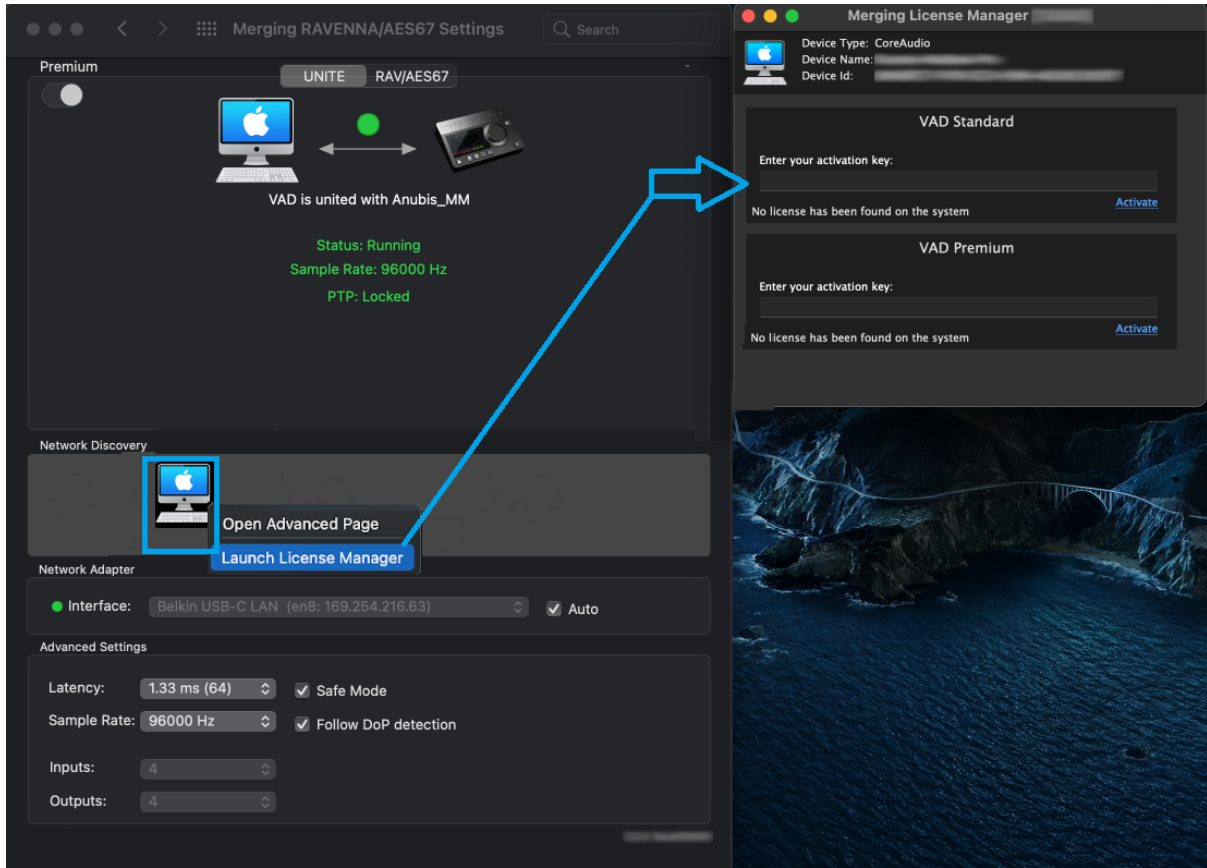 Merging RAVENNA/AES67 Settings
Search
Premium
-
UNITE
RAV/AES67
VAD is united with Anubis_MM
Status: Running
Sample Rate: 96000 Hz
PTP: Locked
Network Discovery
Open Advanced Page
Launch License Manager
Network Adapter
Interface:
Belkin USB-C LAN (en8: 169.254.216.63)
Auto
Advanced Settings
Latency:
1.33 ms (64)
Safe Mode
Sample Rate:
96000 Hz
Follow DoP detection
Inputs:
4
Outputs:
4
Merging License Manager
Device Type: CoreAudio
Device Name:
Device Id:
VAD Standard
Enter your activation key:
Activate
No license has been found on the system
VAD Premium
Enter your activation key:
Activate
No license has been found on the system